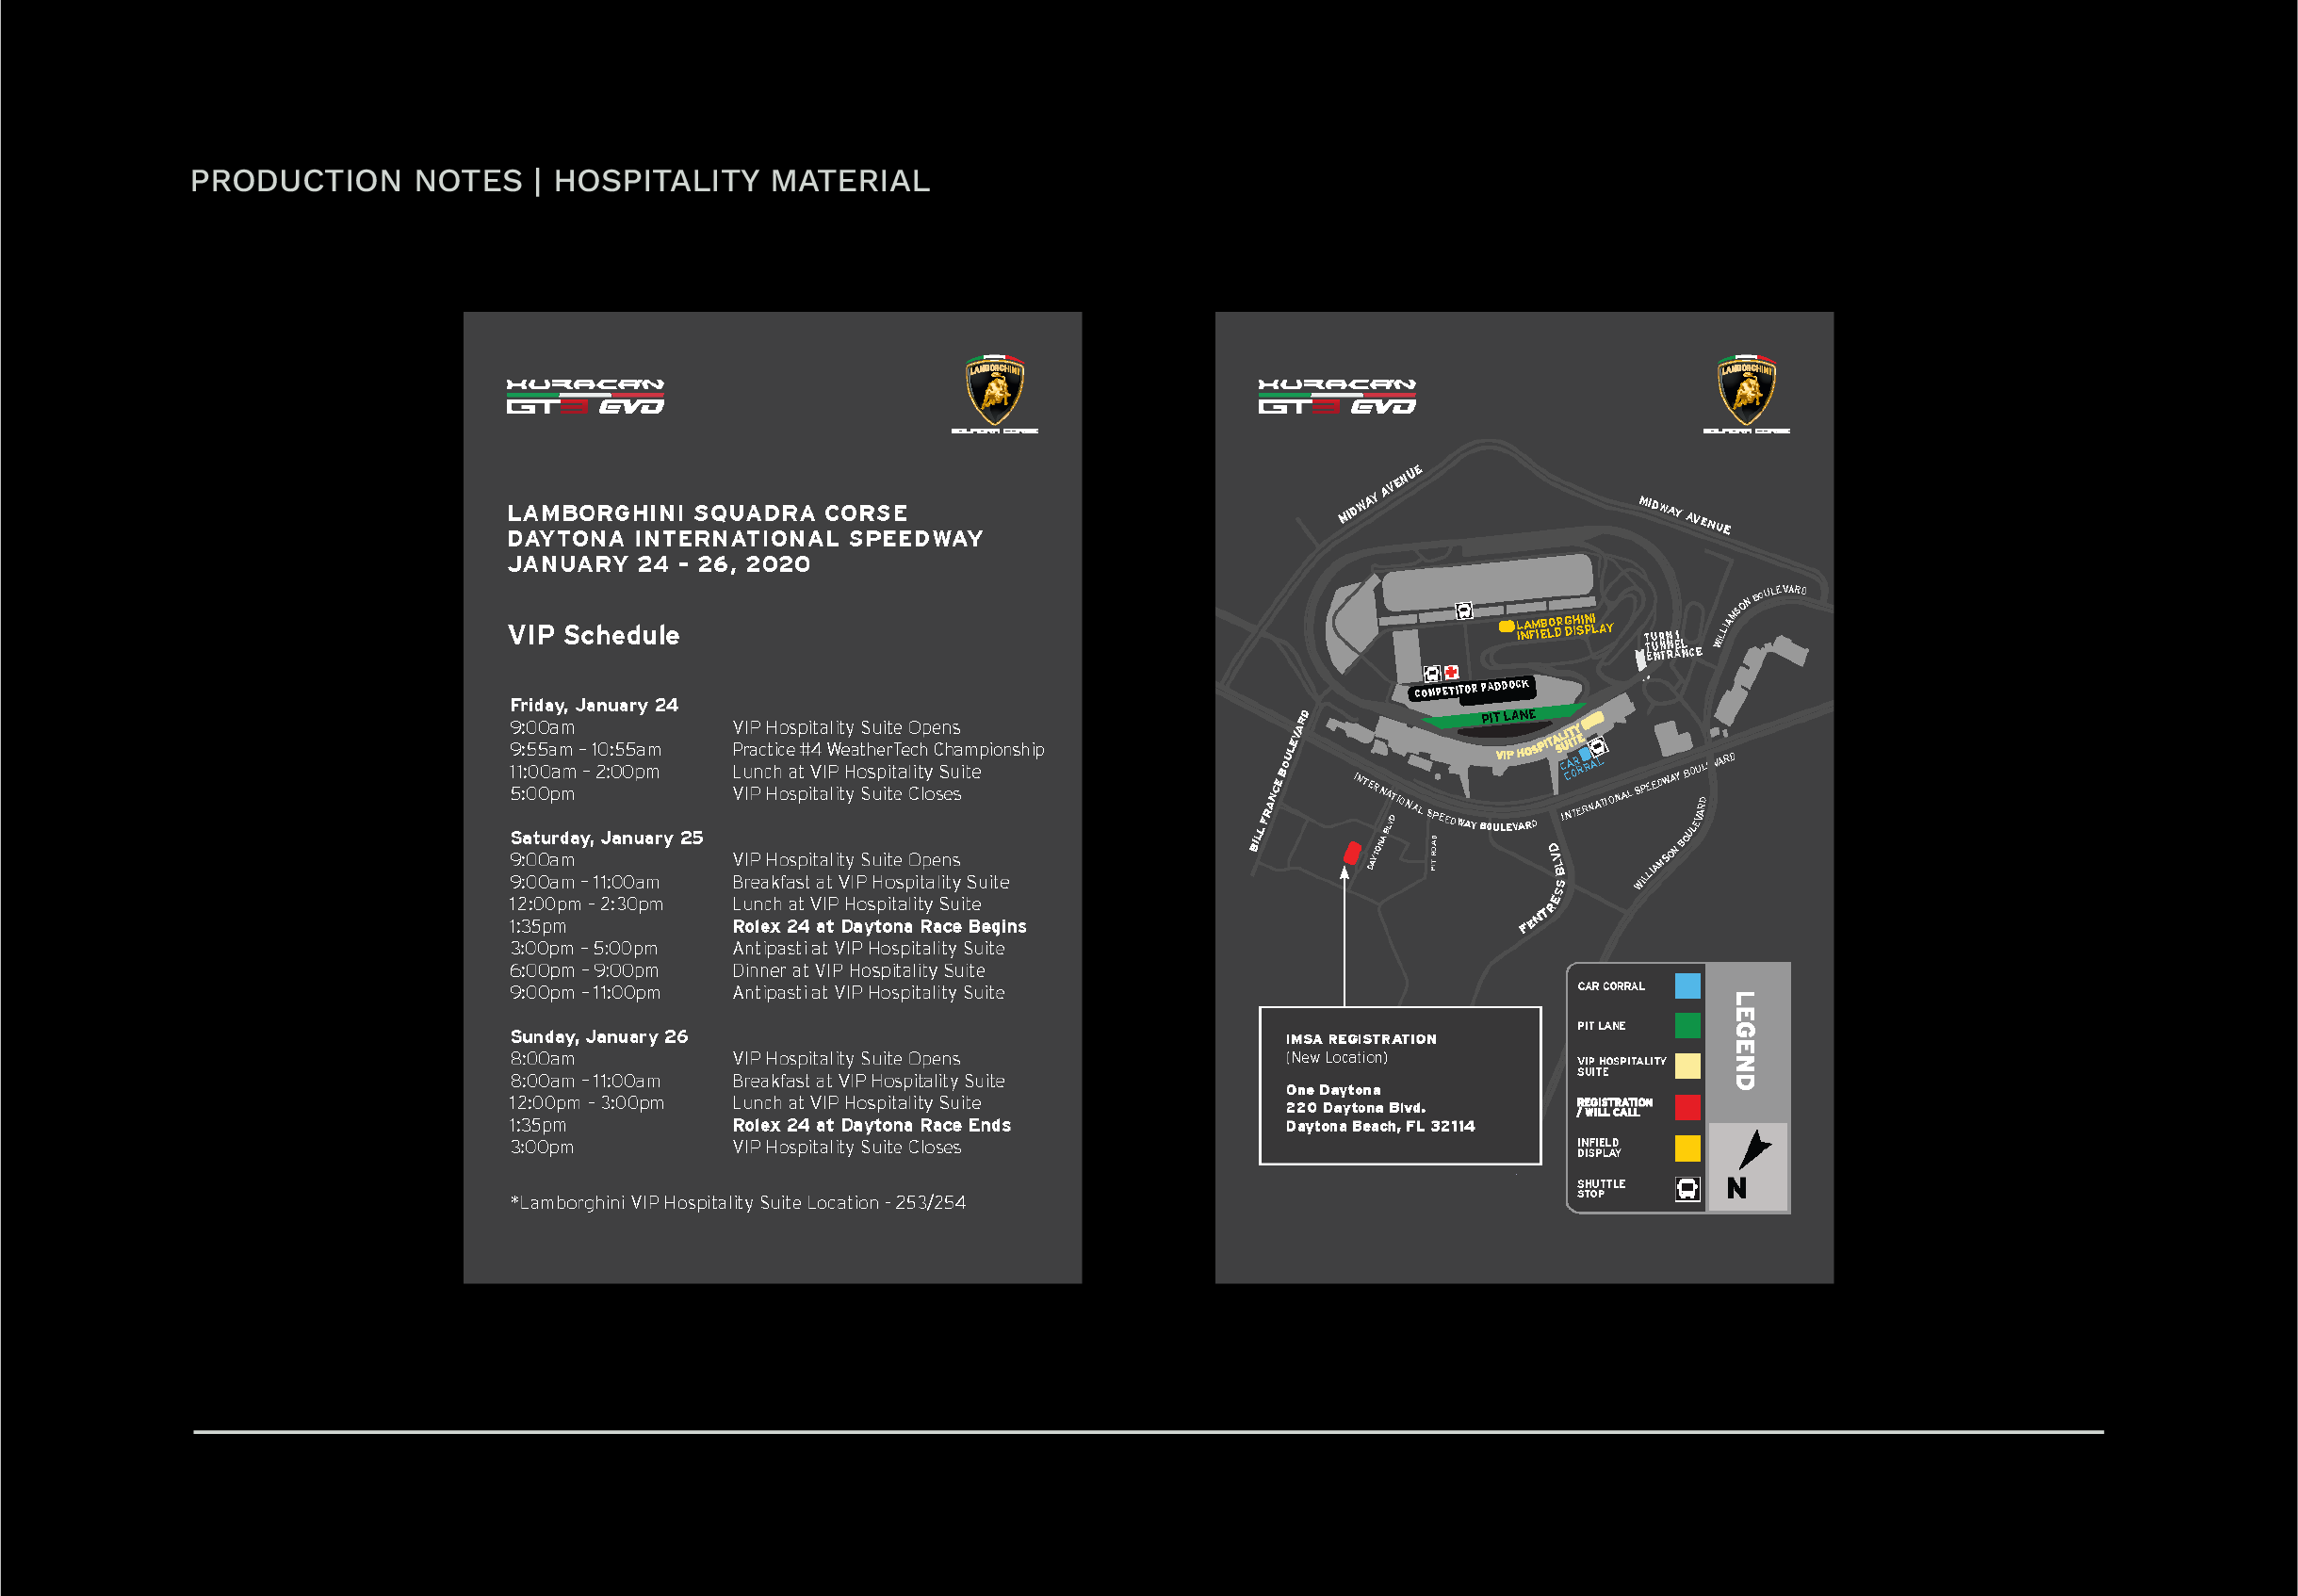 PRODUCTION NOTES | HOSPITALITY MATERIAL
HURACAN
GT3 EVO
LAMBORGHINI
SQUADRA CORSE
LAMBORGHINI SQUADRA CORSE
DAYTONA INTERNATIONAL SPEEDWAY
JANUARY 24 - 26, 2020
VIP Schedule
Friday, January 24
9:00am VIP Hospitality Suite Opens
9:55am - 10:55am Practice #4 WeatherTech Championship
11:00am - 2:00pm Lunch at VIP Hospitality Suite
5:00pm VIP Hospitality Suite Closes
Saturday, January 25
9:00am VIP Hospitality Suite Opens
9:00am - 11:00am Breakfast at VIP Hospitality Suite
12:00pm - 2:30pm Lunch at VIP Hospitality Suite
1:35pm Rolex 24 at Daytona Race Begins
3:00pm - 5:00pm Antipasti at VIP Hospitality Suite
6:00pm - 9:00pm Dinner at VIP Hospitality Suite
9:00pm - 11:00pm Antipasti at VIP Hospitality Suite
Sunday, January 26
8:00am VIP Hospitality Suite Opens
8:00am - 11:00am Breakfast at VIP Hospitality Suite
12:00pm - 3:00pm Lunch at VIP Hospitality Suite
1:35pm Rolex 24 at Daytona Race Ends
3:00pm VIP Hospitality Suite Closes
*Lamborghini VIP Hospitality Suite Location - 253/254
HURACAN
GT3 EVO
LAMBORGHINI
SQUADRA CORSE
MIDWAY AVENUE
MIDWAY AVENUE
WILLIAMSON BOULEVARD
LAMBORGHINI
INFIELD DISPLAY
TURN 1
TUNNEL
ENTRANCE
COMPETITOR PADDOCK
PIT LANE
VIP HOSPITALITY
SUITE
CAR
CORRAL
BILL FRANCE BOULEVARD
INTERNATIONAL SPEEDWAY BOULEVARD
INTERNATIONAL SPEEDWAY BOULEVARD
DAYTONA BLVD
PIT ROAD
FENTRESS BLVD
WILLIAMSON BOULEVARD
IMSA REGISTRATION
(New Location)
One Daytona
220 Daytona Blvd.
Daytona Beach, FL 32114
LEGEND
CAR CORRAL
PIT LANE
VIP HOSPITALITY
SUITE
REGISTRATION
/ WILL CALL
INFIELD
DISPLAY
SHUTTLE
STOP
N